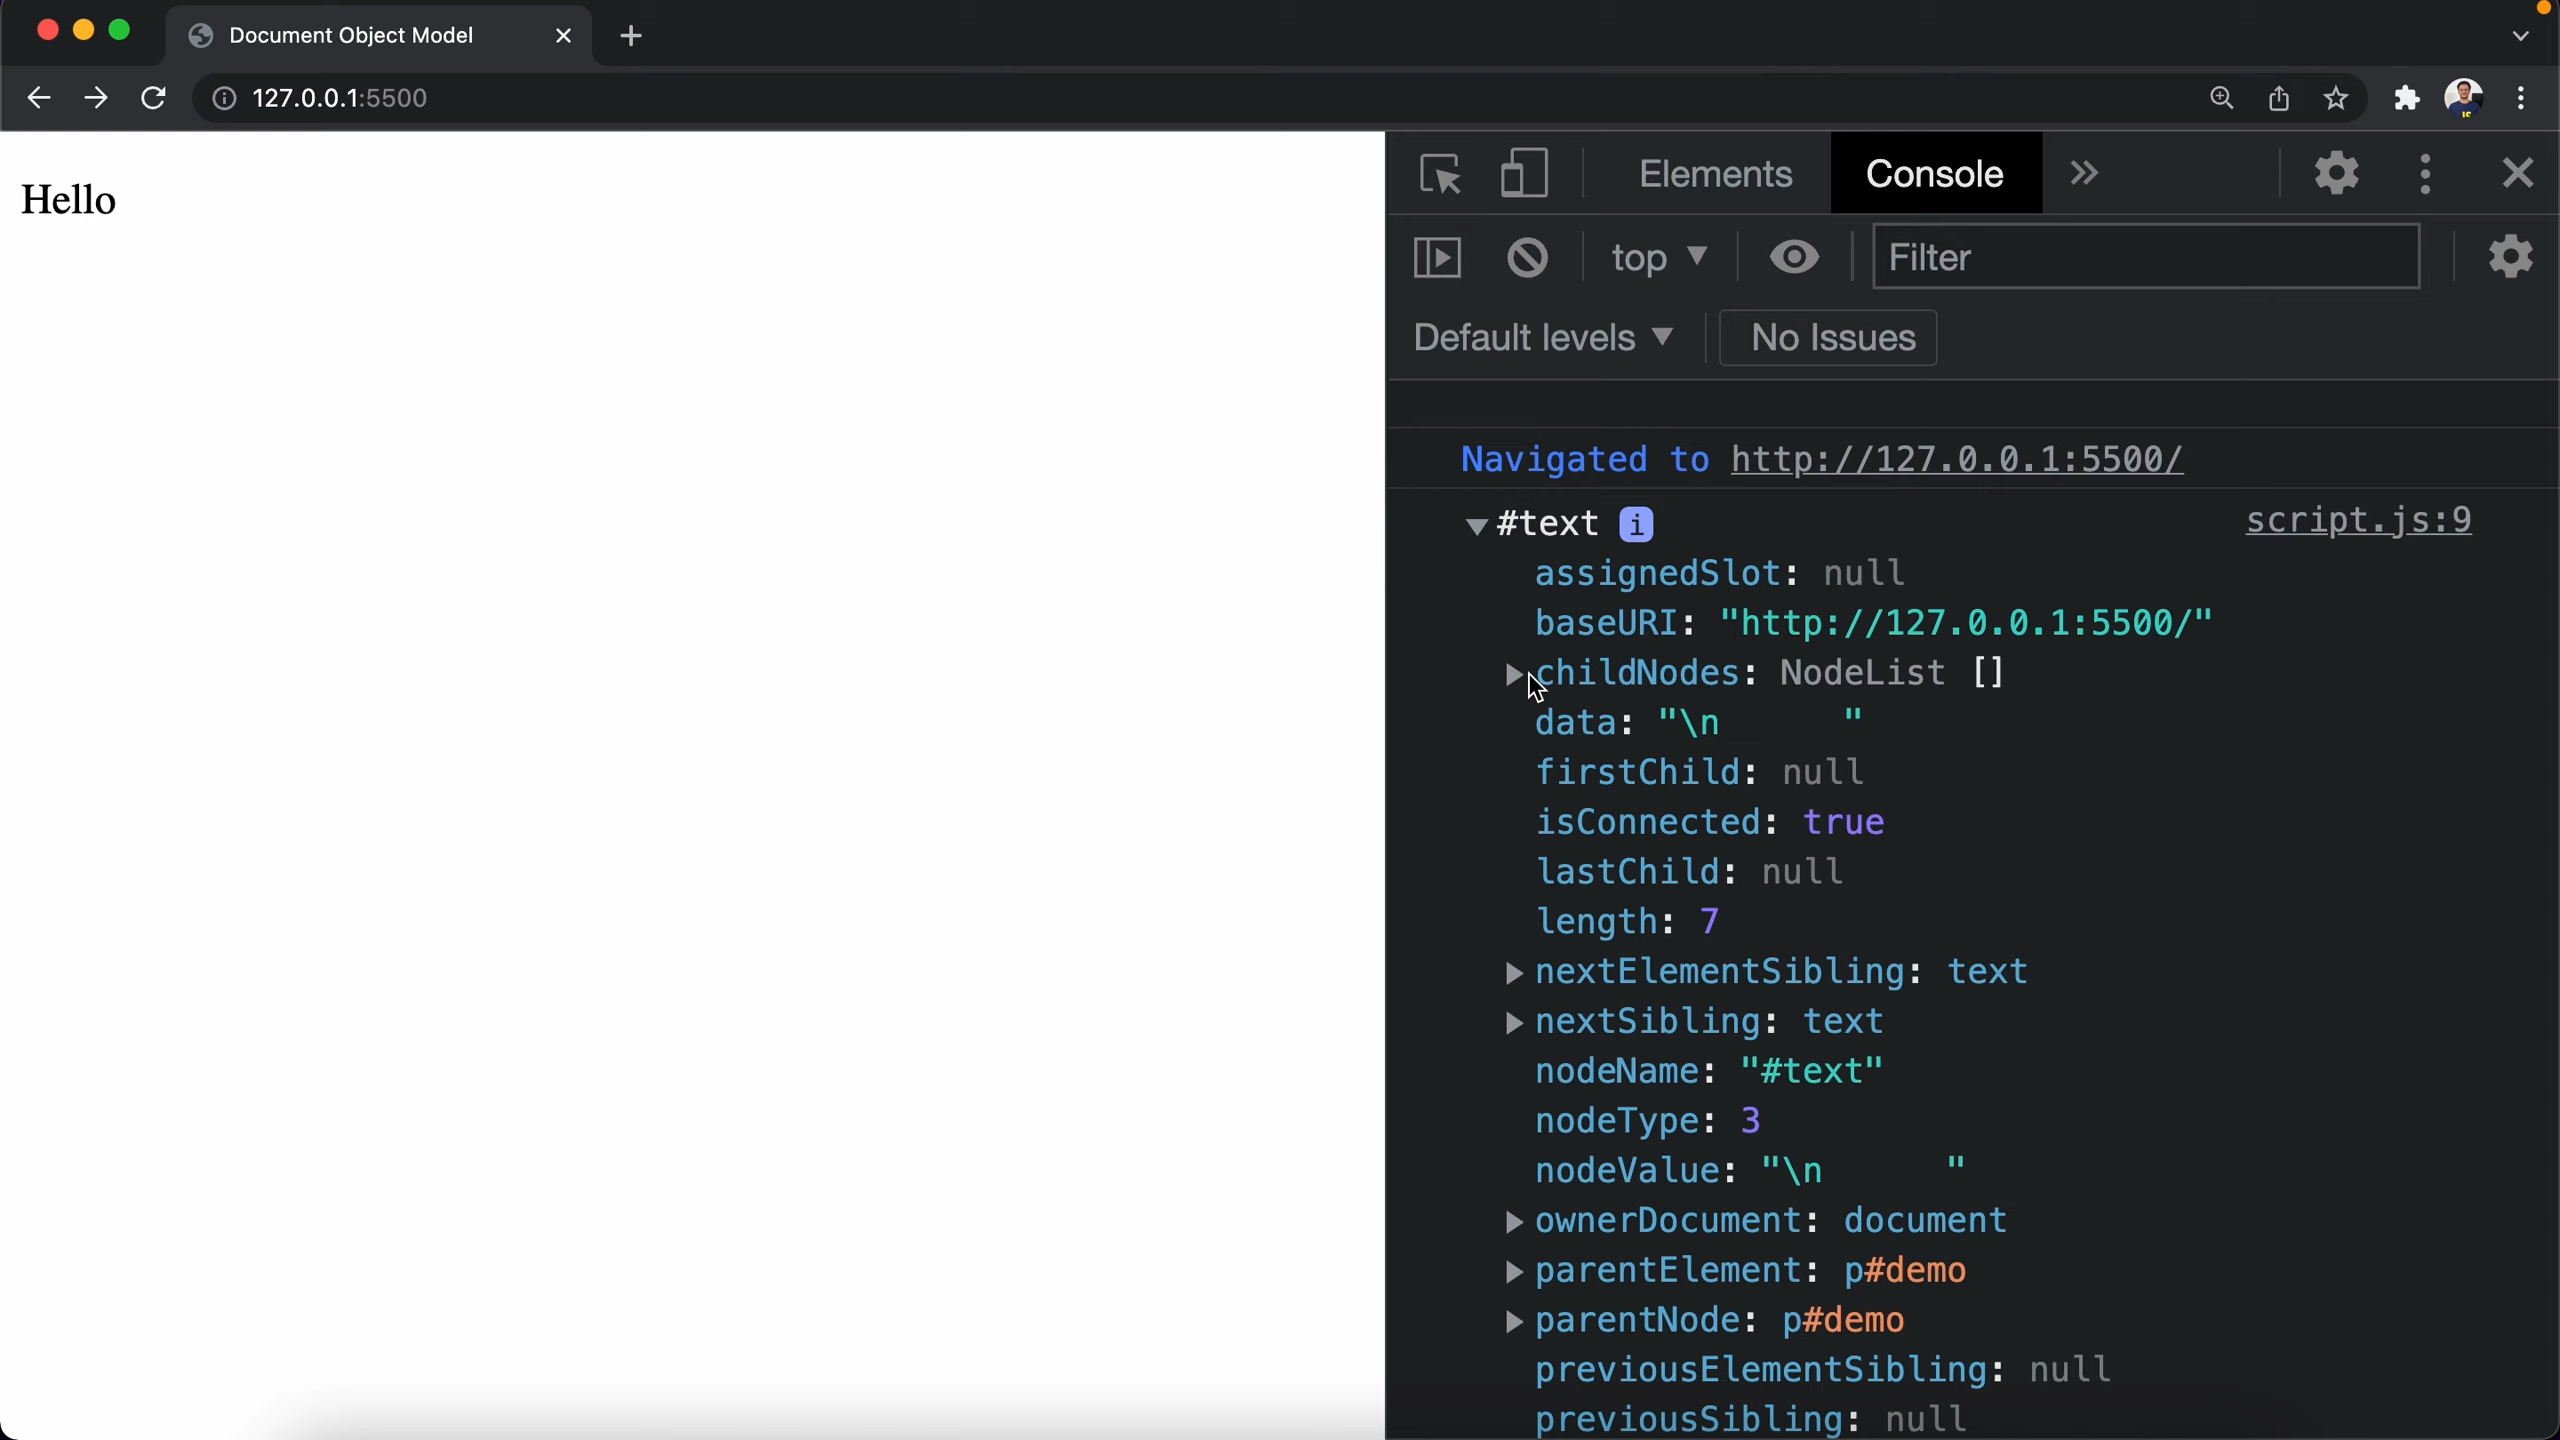 Document Object Model
127.0.0.1:5500
Hello
Elements
Console
top
Filter
Default levels
No Issues
Navigated to http://127.0.0.1:5500/
#text i
script.js:9
assignedSlot: null
baseURI: "http://127.0.0.1:5500/"
childNodes: NodeList []
data: "\n      "
firstChild: null
isConnected: true
lastChild: null
length: 7
nextElementSibling: text
nextSibling: text
nodeName: "#text"
nodeType: 3
nodeValue: "\n      "
ownerDocument: document
parentElement: p#demo
parentNode: p#demo
previousElementSibling: null
previousSibling: null